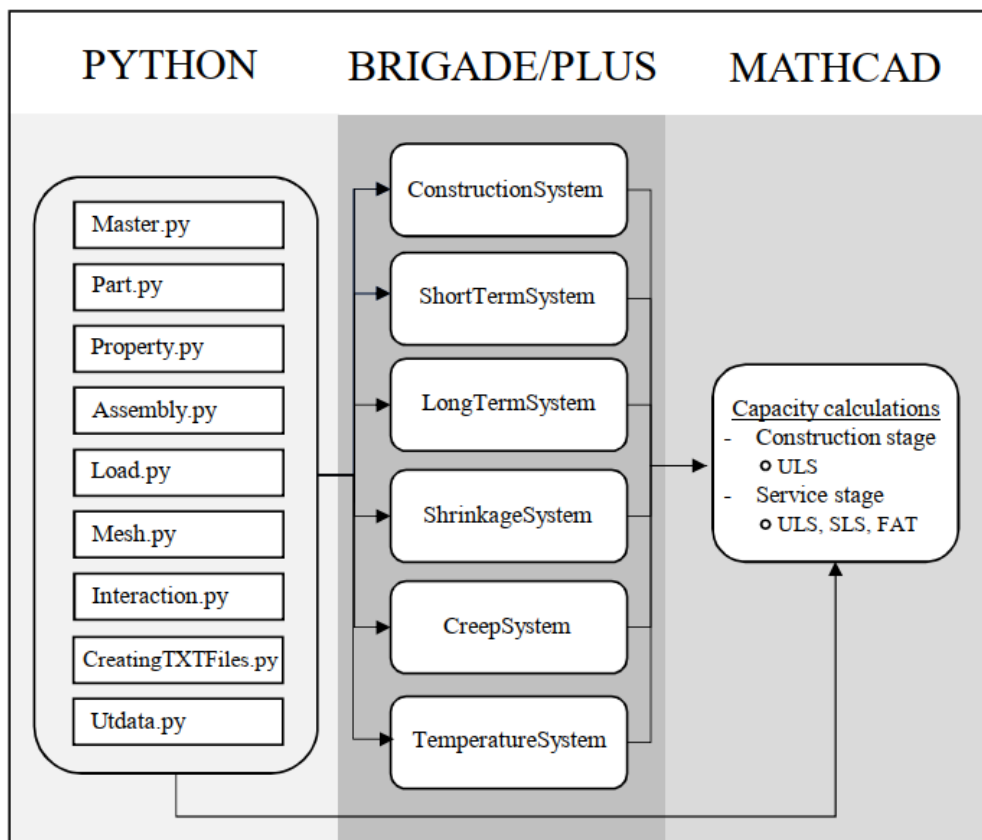 PYTHON
BRIGADE/PLUS
MATHCAD
Master.py
Part.py
Property.py
Assembly.py
Load.py
Mesh.py
Interaction.py
CreatingTXTFiles.py
Utdata.py
ConstructionSystem
ShortTermSystem
LongTermSystem
ShrinkageSystem
CreepSystem
TemperatureSystem
Capacity calculations
- Construction stage
o ULS
- Service stage
o ULS, SLS, FAT